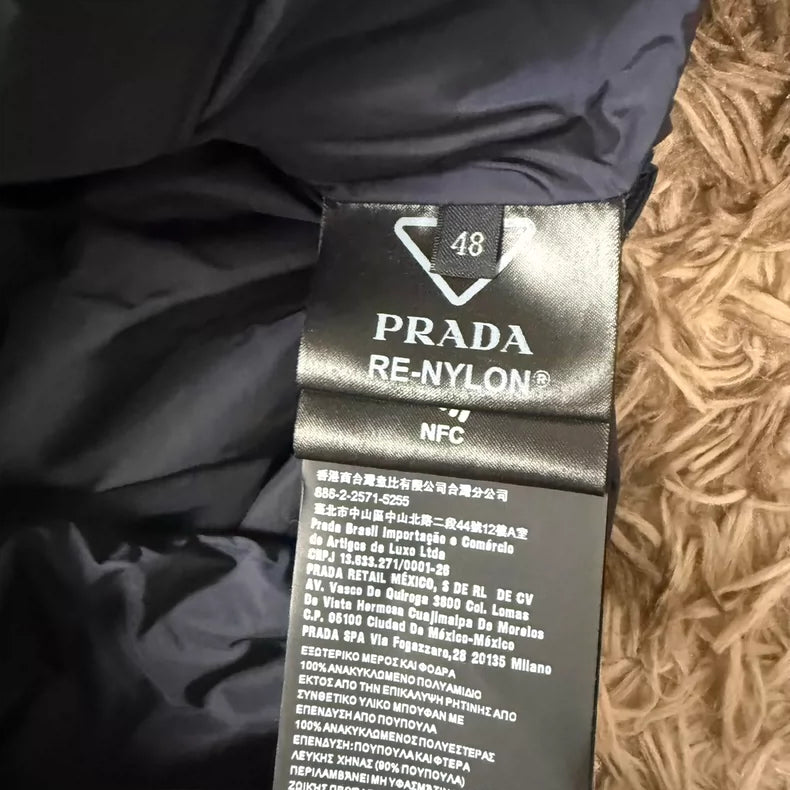 48
PRADA
RE-NYLON®
NFC
香港商台灣普比有限公司台灣分公司
886-2-2571-5255
臺北市中山區中山北路二段44號12樓A室
Prada Brasil Importação e Comércio
de Artigos de Luxo Ltda
CNPJ 13.633.271/0001-26
PRADA RETAIL MÉXICO, S DE RL DE CV
AV. Vasco De Quiroga 3800 Col. Lomas
De Vista Hermosa Cuajimalpa De Morelos
C.P. 05100 Ciudad De México-México
PRADA SPA Via Fogazzaro,28 20135 Milano
ΕΞΩΤΕΡΙΚΟ ΜΕΡΟΣ ΚΑΙ ΦΟΔΡΑ
100% ΑΝΑΚΥΚΛΩΜΕΝΟ ΠΟΛΥΑΜΙΔΙΟ
ΕΚΤΟΣ ΑΠΟ ΤΗΝ ΕΠΙΚΑΛΥΨΗ ΡΗΤΙΝΗΣ ΑΠΟ
ΣΥΝΘΕΤΙΚΟ ΥΛΙΚΟ ΜΠΟΥΦΑΝ ΜΕ
ΕΠΕΝΔΥΣΗ ΑΠΟ ΠΟΥΠΟΥΛΑ
100% ΑΝΑΚΥΚΛΩΜΕΝΟ ΠΟΛΥΕΣΤΕΡΑΣ
ΕΠΕΝΔΥΣΗ: ΠΟΥΠΟΥΛΑ ΚΑΙ ΦΤΕΡΑ
ΛΕΥΚΗΣ ΧΗΝΑΣ (90% ΠΟΥΠΟΥΛΑ)
ΠΕΡΙΛΑΜΒΑΝΕΙ ΜΗ ΥΦΑΣΜΑΤΙΝΑ